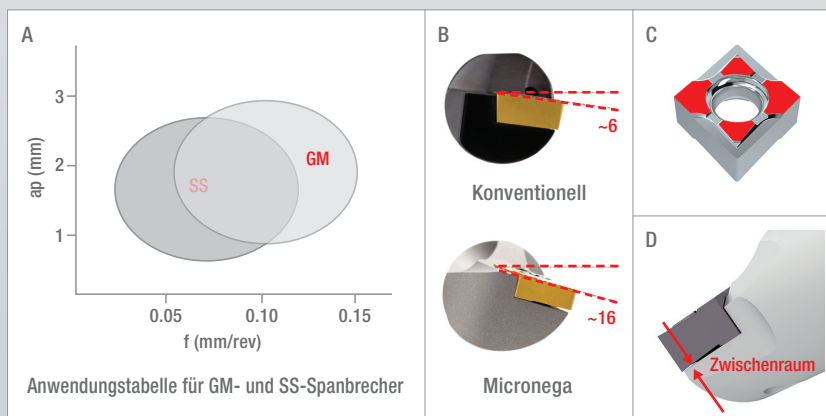 A
ap (mm)
3
2
1
SS
GM
0.05
0.10
0.15
f (mm/rev)
Anwendungstabelle für GM- und SS-Spanbrecher
B
~6
Konventionell
~16
Micronega
C
D
Zwischenraum